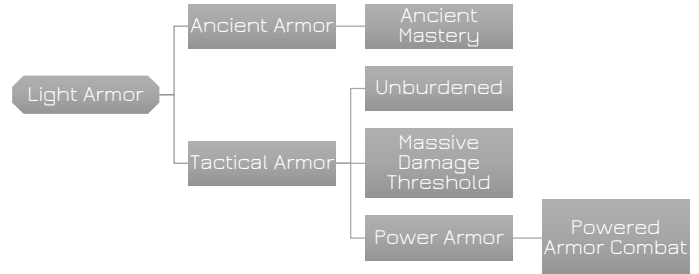 Light Armor
Ancient Armor
Ancient
Mastery
Tactical Armor
Unburdened
Massive
Damage
Threshold
Power Armor
Powered
Armor Combat